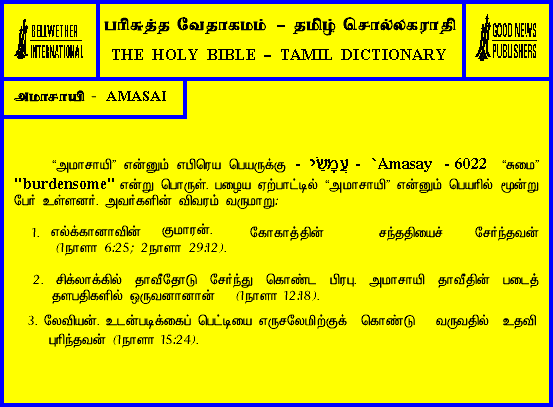 BELLWETHER
INTERNATIONAL
பரிசுத்த வேதாகமம் – தமிழ் சொல்லகராதி
THE HOLY BIBLE – TAMIL DICTIONARY
GOOD NEWS
PUBLISHERS
அமாசாயி - AMASAI
“அமாசாயி” என்னும் எபிரெய பெயருக்கு - עֲמָשַׂי - `Amasay - 6022 “சுமை”
"burdensome" என்று பொருள். பழைய ஏற்பாட்டில் “அமாசாயி” என்னும் பெயரில் மூன்று
பேர் உள்ளனர். அவர்களின் விவரம் வருமாறு:
1. எல்க்கானாவின் குமாரன். கோகாத்தின் சந்ததியைச் சேர்ந்தவன்
(1நாளா 6:25; 2நாளா 29:12).
2. சிக்லாக்கில் தாவீதோடு சேர்ந்து கொண்ட பிரபு. அமாசாயி தாவீதின் படைத்
தளபதிகளில் ஒருவனானான் (1நாளா 12:18).
3. லேவியன். உடன்படிக்கைப் பெட்டியை எருசலேமிற்குக் கொண்டு வருவதில் உதவி
புரிந்தவன் (1நாளா 15:24).